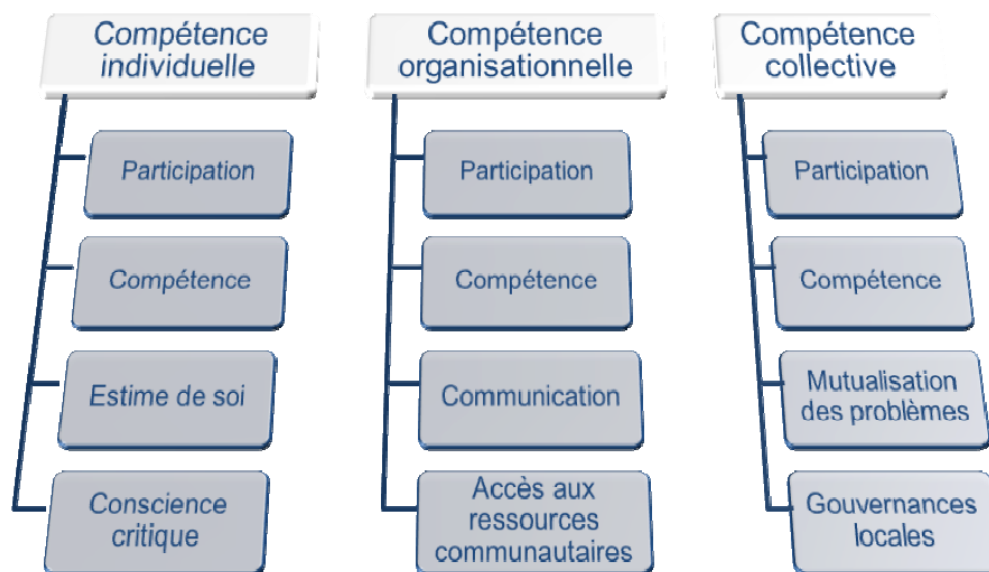 Compétence
individuelle
Participation
Compétence
Estime de soi
Conscience
critique
Compétence
organisationnelle
Participation
Compétence
Communication
Accès aux
ressources
communautaires
Compétence
collective
Participation
Compétence
Mutualisation
des problèmes
Gouvernances
locales